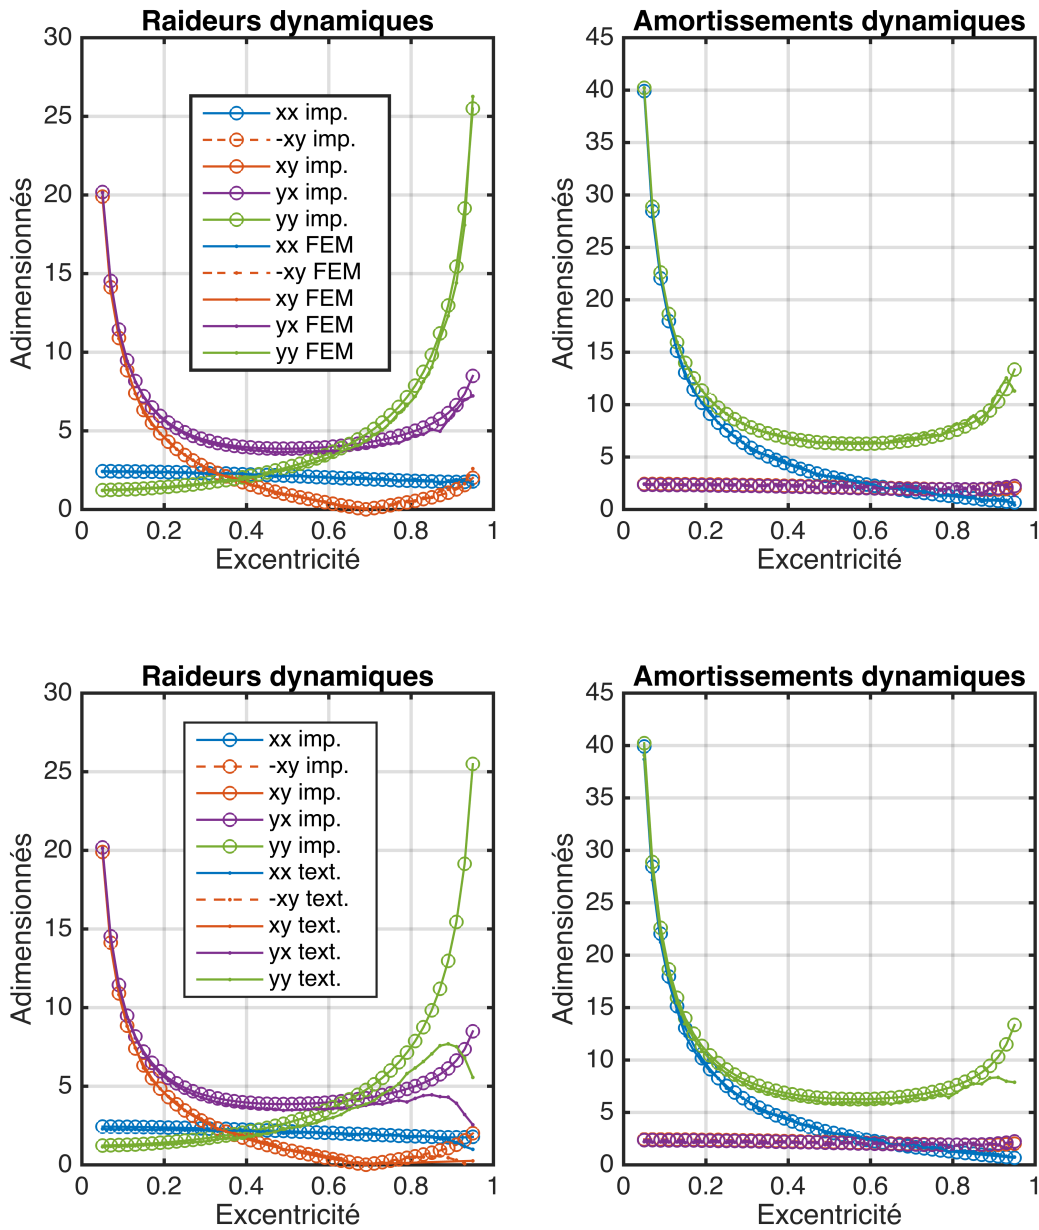 Raideurs dynamiques
30
25
20
15
10
5
0
0
0.2
0.4
0.6
0.8
1
Adimensionnés
Excentricité
xx imp.
-xy imp.
xy imp.
yx imp.
yy imp.
xx FEM
-xy FEM
xy FEM
yx FEM
yy FEM
Amortissements dynamiques
45
40
35
30
25
20
15
10
5
0
0
0.2
0.4
0.6
0.8
1
Adimensionnés
Excentricité
Raideurs dynamiques
30
25
20
15
10
5
0
0
0.2
0.4
0.6
0.8
1
Adimensionnés
Excentricité
xx imp.
-xy imp.
xy imp.
yx imp.
yy imp.
xx text.
-xy text.
xy text.
yx text.
yy text.
Amortissements dynamiques
45
40
35
30
25
20
15
10
5
0
0
0.2
0.4
0.6
0.8
1
Adimensionnés
Excentricité